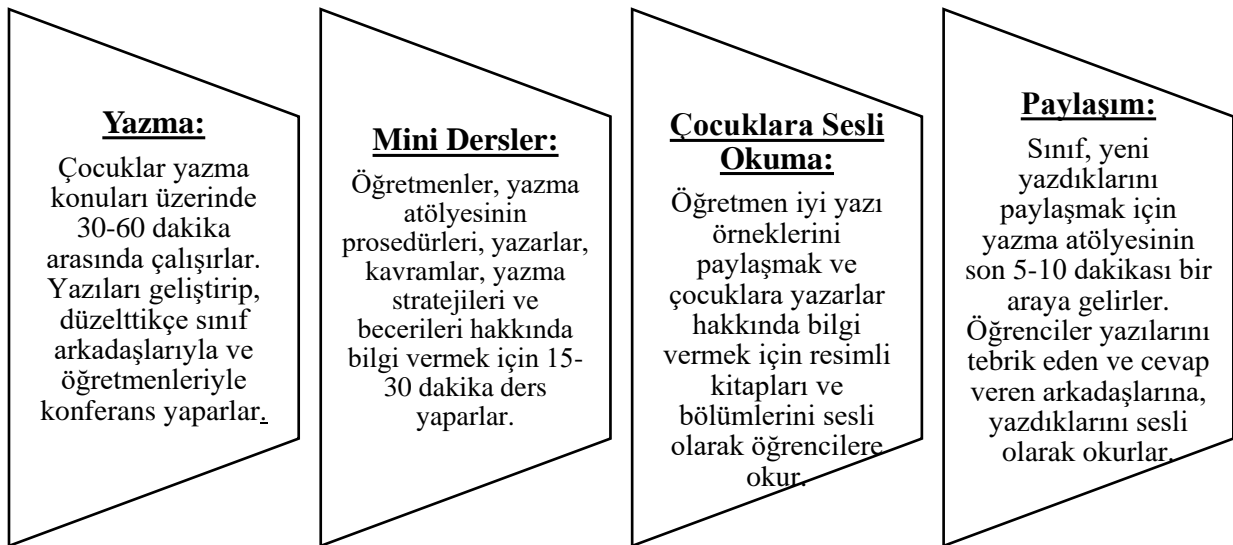 Yazma:
Çocuklar yazma
konuları üzerinde
30-60 dakika
arasında çalışırlar.
Yazıları geliştirip,
düzelttikçe sınıf
arkadaşlarıyla ve
öğretmenleriyle
konferans yaparlar.
Mini Dersler:
Öğretmenler, yazma
atölyesinin
prosedürleri, yazarlar,
kavramlar, yazma
stratejileri ve
becerileri hakkında
bilgi vermek için 15-
30 dakika ders
yaparlar.
Çocuklara Sesli
Okuma:
Öğretmen iyi yazı
örneklerini
paylaşmak ve
çocuklara yazarlar
hakkında bilgi
vermek için resimli
kitapları ve
bölümlerini sesli
olarak öğrencilere
okur.
Paylaşım:
Sınıf, yeni
yazdıklarını
paylaşmak için
yazma atölyesinin
son 5-10 dakikası bir
araya gelirler.
Öğrenciler yazılarını
tebrik eden ve cevap
veren arkadaşlarına,
yazdıklarını sesli
olarak okurlar.